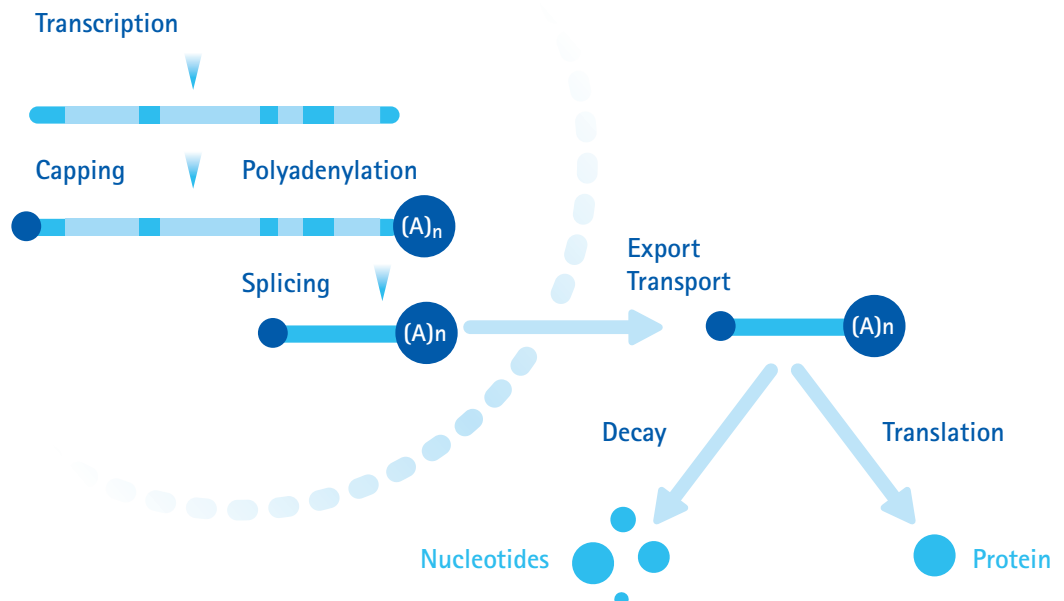 Transcription
Capping
Polyadenylation
(A)n
Splicing
(A)n
Export
Transport
(A)n
Decay
Translation
Nucleotides
Protein